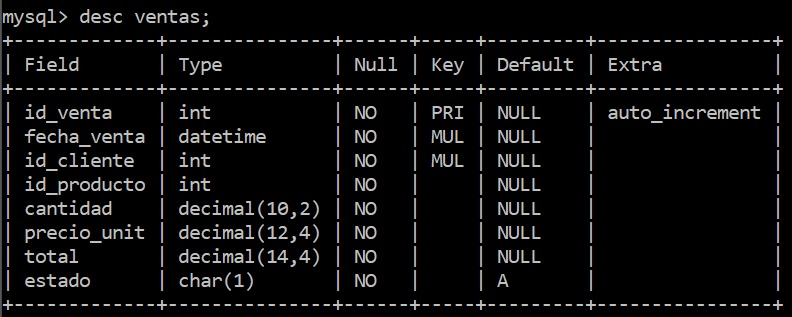 mysql> desc ventas;
+-------------+---------------+------+-----+---------+----------------+
| Field       | Type          | Null | Key | Default | Extra          |
+-------------+---------------+------+-----+---------+----------------+
| id_venta    | int           | NO   | PRI | NULL    | auto_increment |
| fecha_venta | datetime      | NO   | MUL | NULL    |                |
| id_cliente  | int           | NO   | MUL | NULL    |                |
| id_producto | int           | NO   |     | NULL    |                |
| cantidad    | decimal(10,2) | NO   |     | NULL    |                |
| precio_unit | decimal(12,4) | NO   |     | NULL    |                |
| total       | decimal(14,4) | NO   |     | NULL    |                |
| estado      | char(1)       | NO   |     | A       |                |
+-------------+---------------+------+-----+---------+----------------+